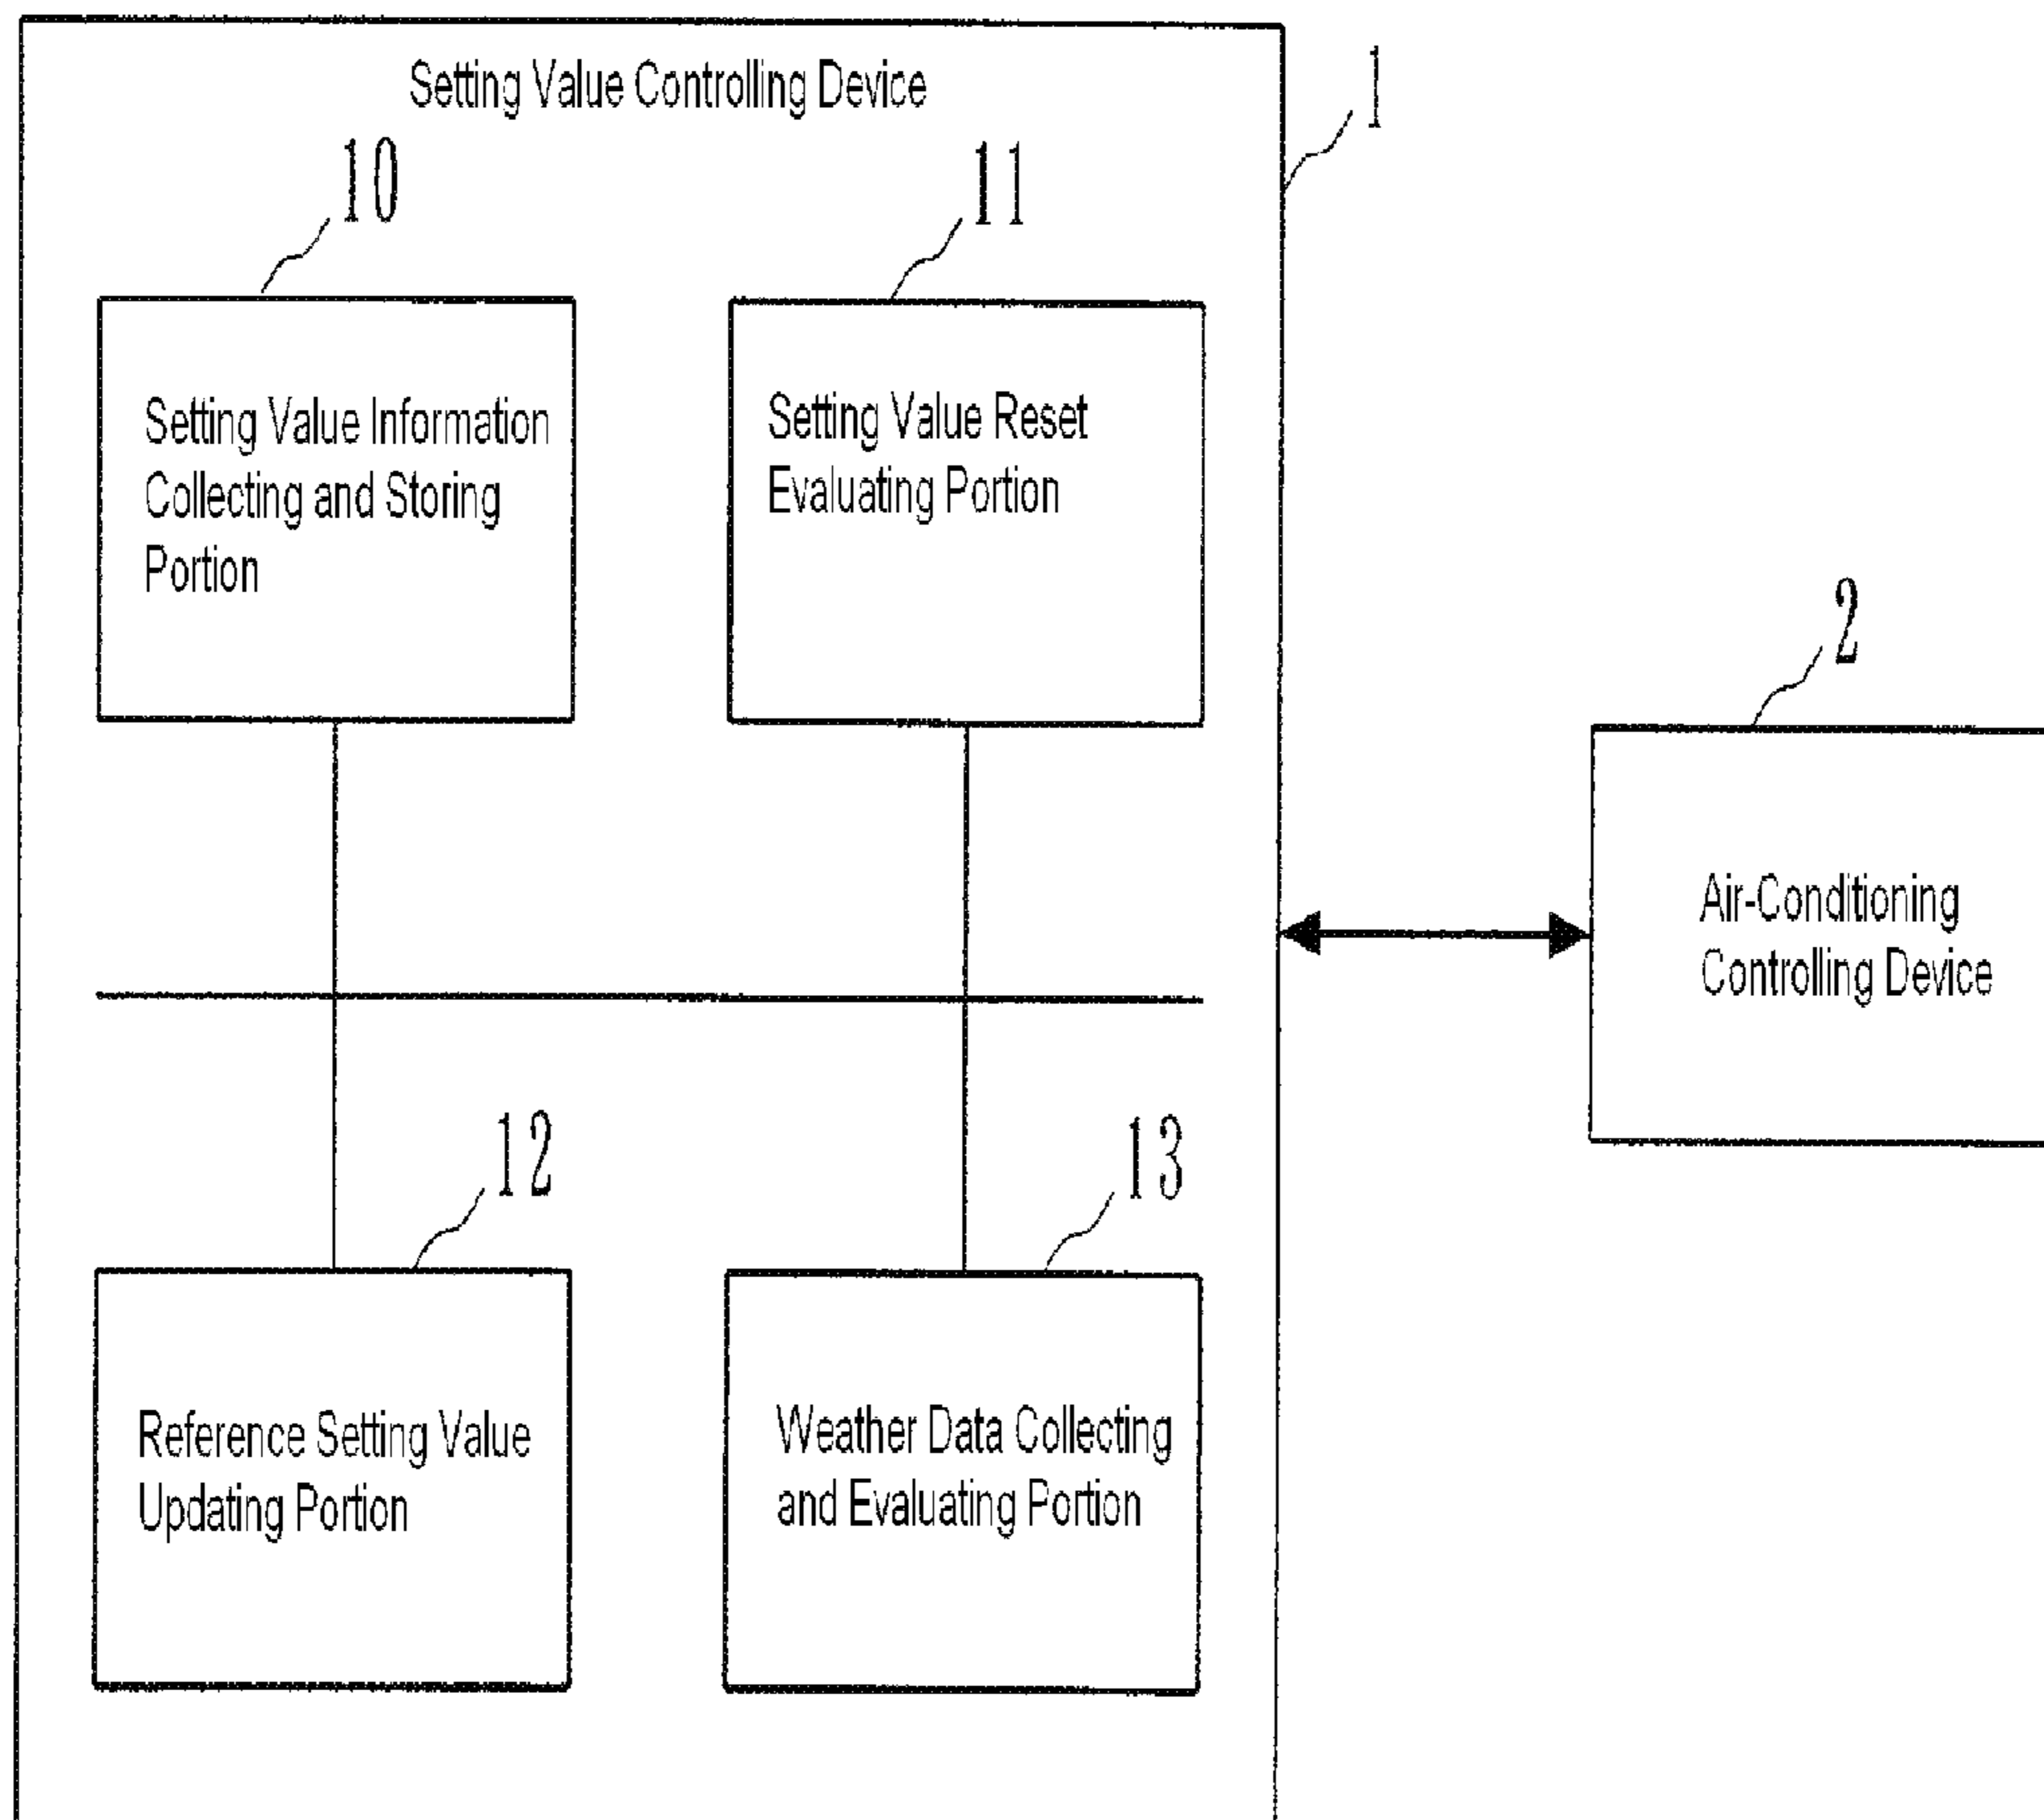 Setting Value Controlling Device
1
10
11
Setting Value Information
Collecting and Storing
Portion
Setting Value Reset
Evaluating Portion
2
Air-Conditioning
Controlling Device
12
13
Reference Setting Value
Updating Portion
Weather Data Collecting
and Evaluating Portion